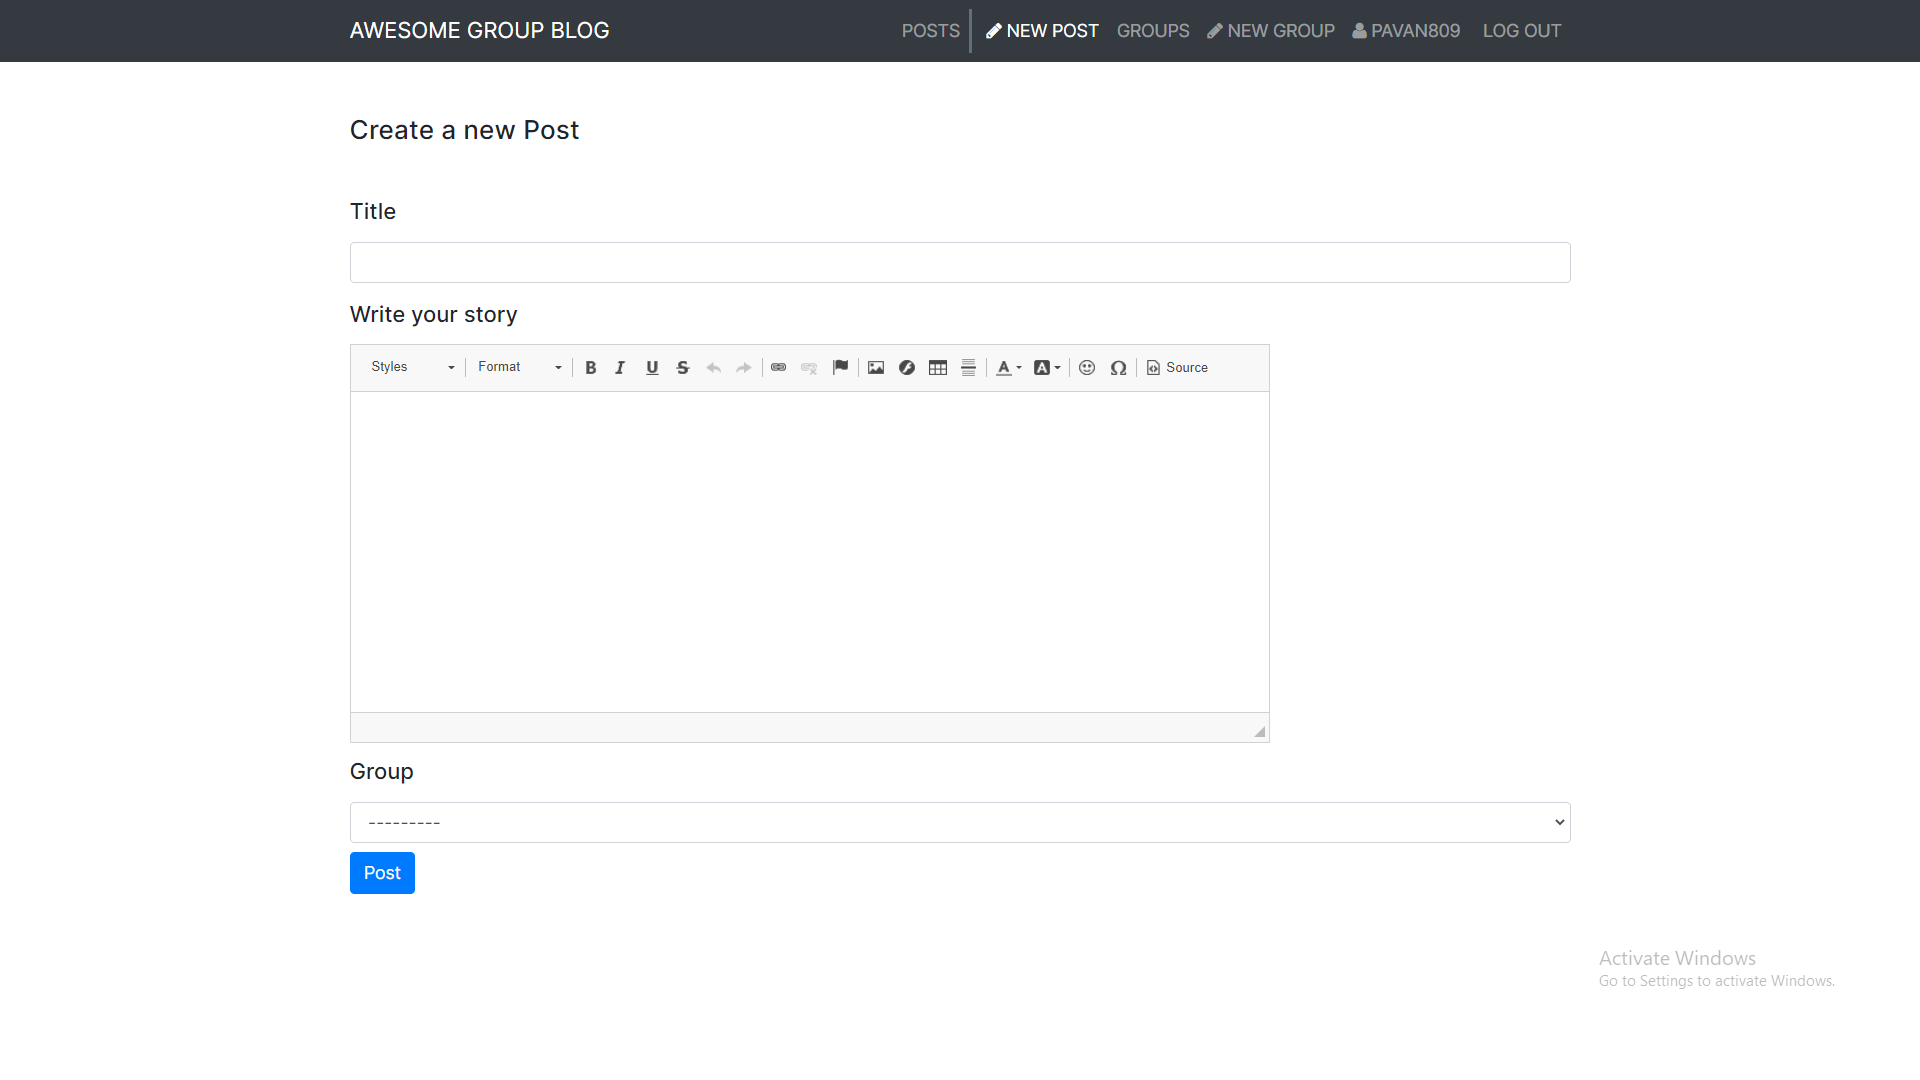 AWESOME GROUP BLOG
POSTS NEW POST GROUPS NEW GROUP PAVAN809 LOG OUT
Create a new Post
Title
Write your story
Styles Format B I U S A A Ω Source
Group
---------
Post
Activate Windows
Go to Settings to activate Windows.